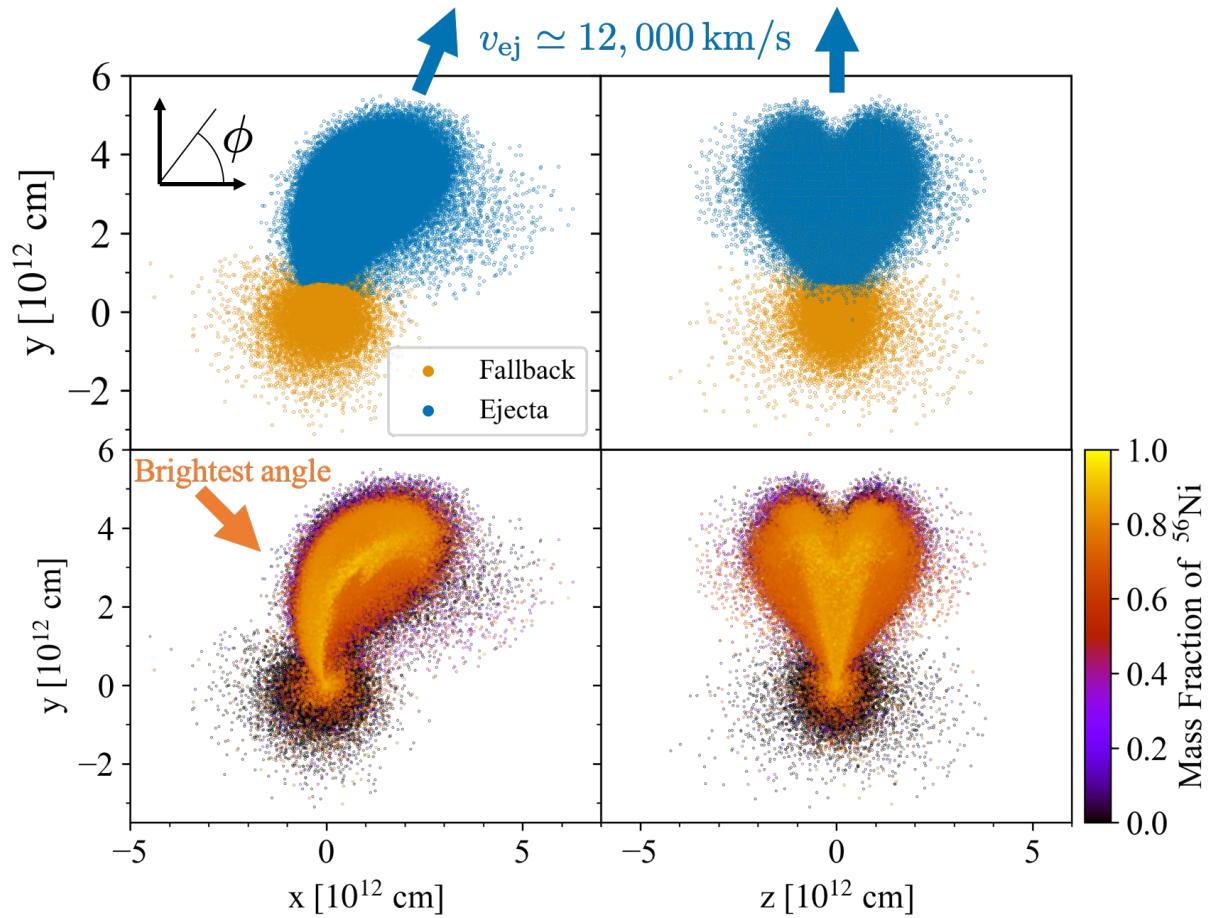 v_ej ≃ 12,000 km/s
6
4
2
0
−2
y [10^12 cm]
ϕ
Fallback
Ejecta
6
4
2
0
−2
y [10^12 cm]
Brightest angle
−5
0
5
x [10^12 cm]
−5
0
5
z [10^12 cm]
1.0
0.8
0.6
0.4
0.2
0.0
Mass Fraction of ^56Ni